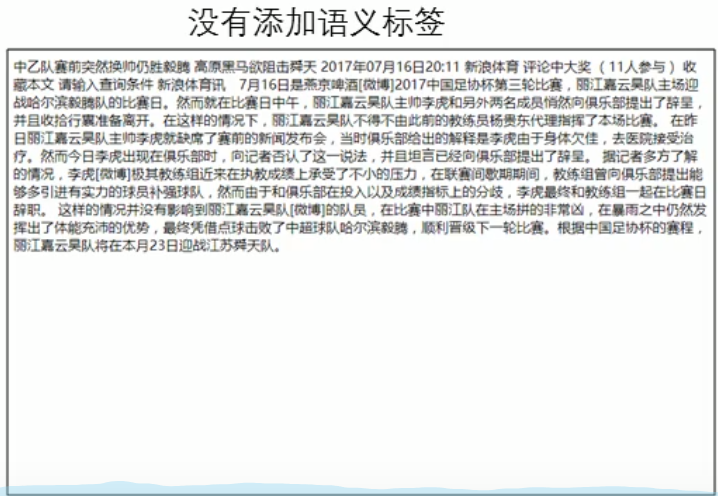 没有添加语义标签
中乙队赛前突然换帅仍胜毅腾 高原黑马欲阻击舜天 2017年07月16日20:11 新浪体育 评论中大奖 （ 11人参与 ） 收
藏本文 请输入查询条件 新浪体育讯 7月16日是燕京啤酒[微博]2017中国足协杯第三轮比赛，丽江嘉云昊队主场迎
战哈尔滨毅腾队的比赛日。然而就在比赛日中午，丽江嘉云昊队主帅李虎和另外两名成员悄然向俱乐部提出了辞呈，
并且收拾行囊准备离开。在这样的情况下，丽江嘉云昊队不得不由此前的教练员杨贵东代理指挥了本场比赛。 在昨
日丽江嘉云昊队主帅李虎就缺席了赛前的新闻发布会，当时俱乐部给出的解释是李虎由于身体欠佳，去医院接受治
疗。然而今日李虎出现在俱乐部时，向记者否认了这一说法，并且坦言已经向俱乐部提出了辞呈。 据记者多方了解
的情况，李虎[微博]极其教练组近来在执教成绩上承受了不小的压力，在联赛间歇期期间，教练组曾向俱乐部提出能
够多引进有实力的球员补强球队，然而由于和俱乐部在投入以及成绩指标上的分歧，李虎最终和教练组一起在比赛日
辞职。 这样的情况并没有影响到丽江嘉云昊队[微博]的队员，在比赛中丽江队在主场拼的非常凶，在暴雨之中仍然发
挥出了体能充沛的优势，最终凭借点球击败了中超球队哈尔滨毅腾，顺利晋级下一轮比赛。根据中国足协杯的赛程，
丽江嘉云昊队将在本月23日迎战江苏舜天队。